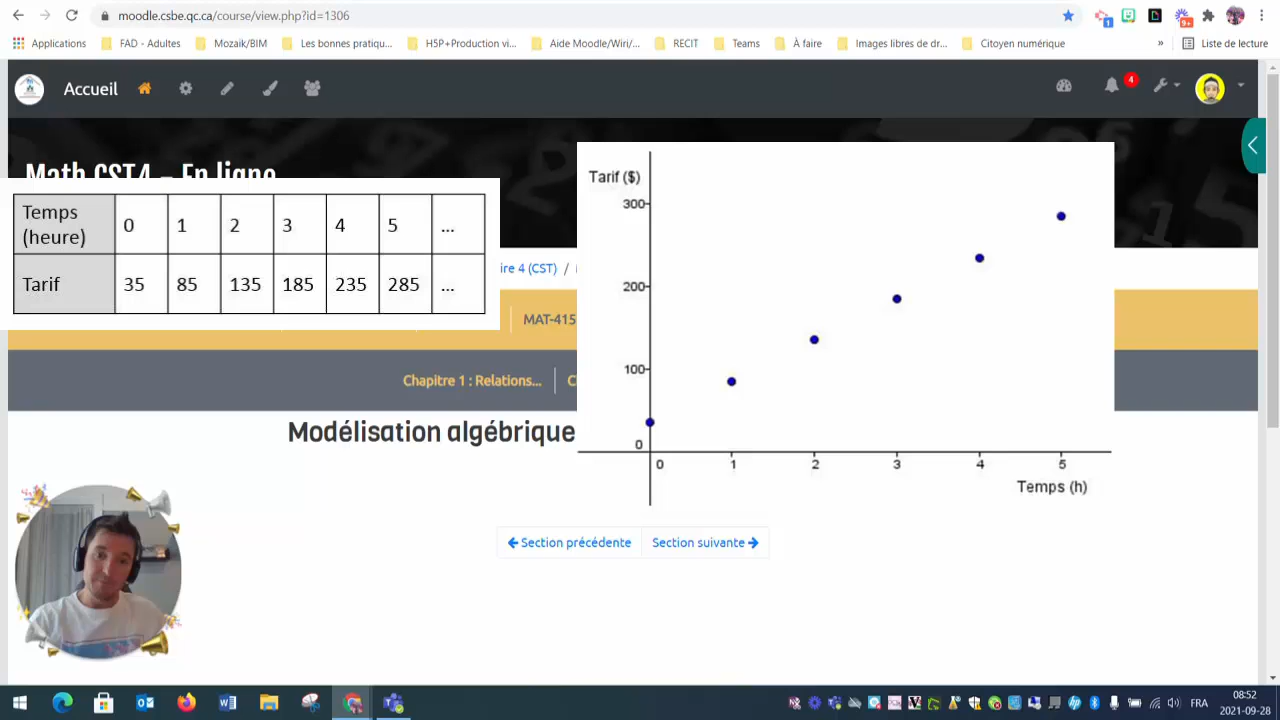 moodle.csbe.qc.ca/course/view.php?id=1306
1
9+
Applications
FAD - Adultes
Mozaik/BIM
Les bonnes pratiqu...
H5P+Production vi...
Aide Moodle/Wiri/...
RECIT
Teams
À faire
Images libres de dr...
Citoyen numérique
»
Liste de lecture
Accueil
4
Math CST4 - En ligne
Temps (heure) 0 1 2 3 4 5 ...
Tarif 35 85 135 185 235 285 ...
Tarif ($)
300
200
100
0
0 1 2 3 4 5
Temps (h)
ire 4 (CST) /
MAT-415
Chapitre 1 : Relations...
Modélisation algébrique
Section précédente
Section suivante
FRA
08:52
2021-09-28